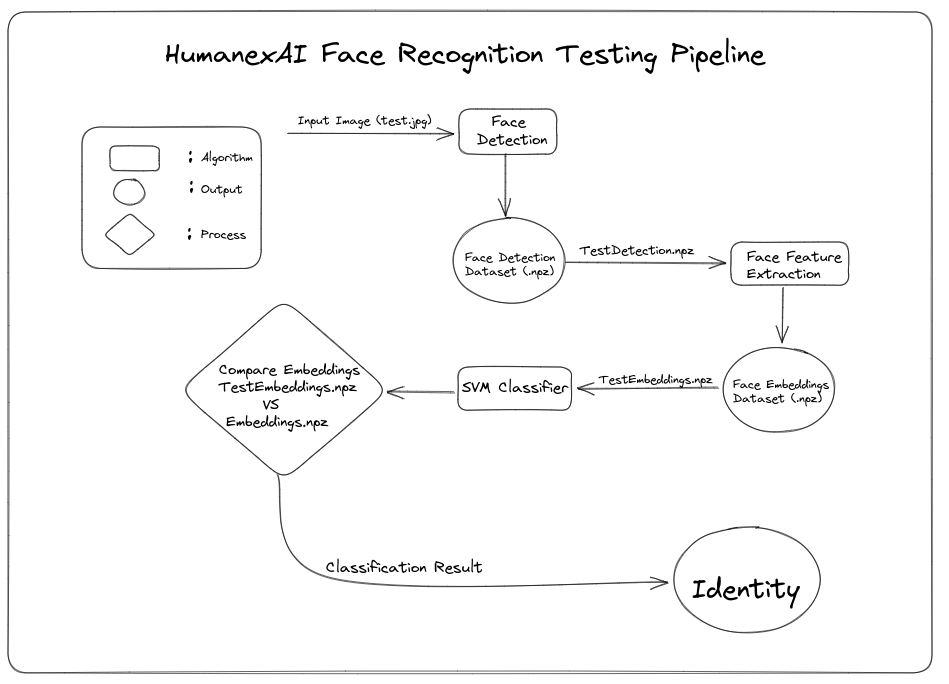 HumanexAI Face Recognition Testing Pipeline
Input Image (test.jpg)
Face
Detection
: Algorithm
: Output
: Process
Face Detection
Dataset (.npz)
TestDetection.npz
Face Feature
Extraction
Face Embeddings
Dataset (.npz)
TestEmbeddings.npz
SVM Classifier
Compare Embeddings
TestEmbeddings.npz
VS
Embeddings.npz
Classification Result
Identity